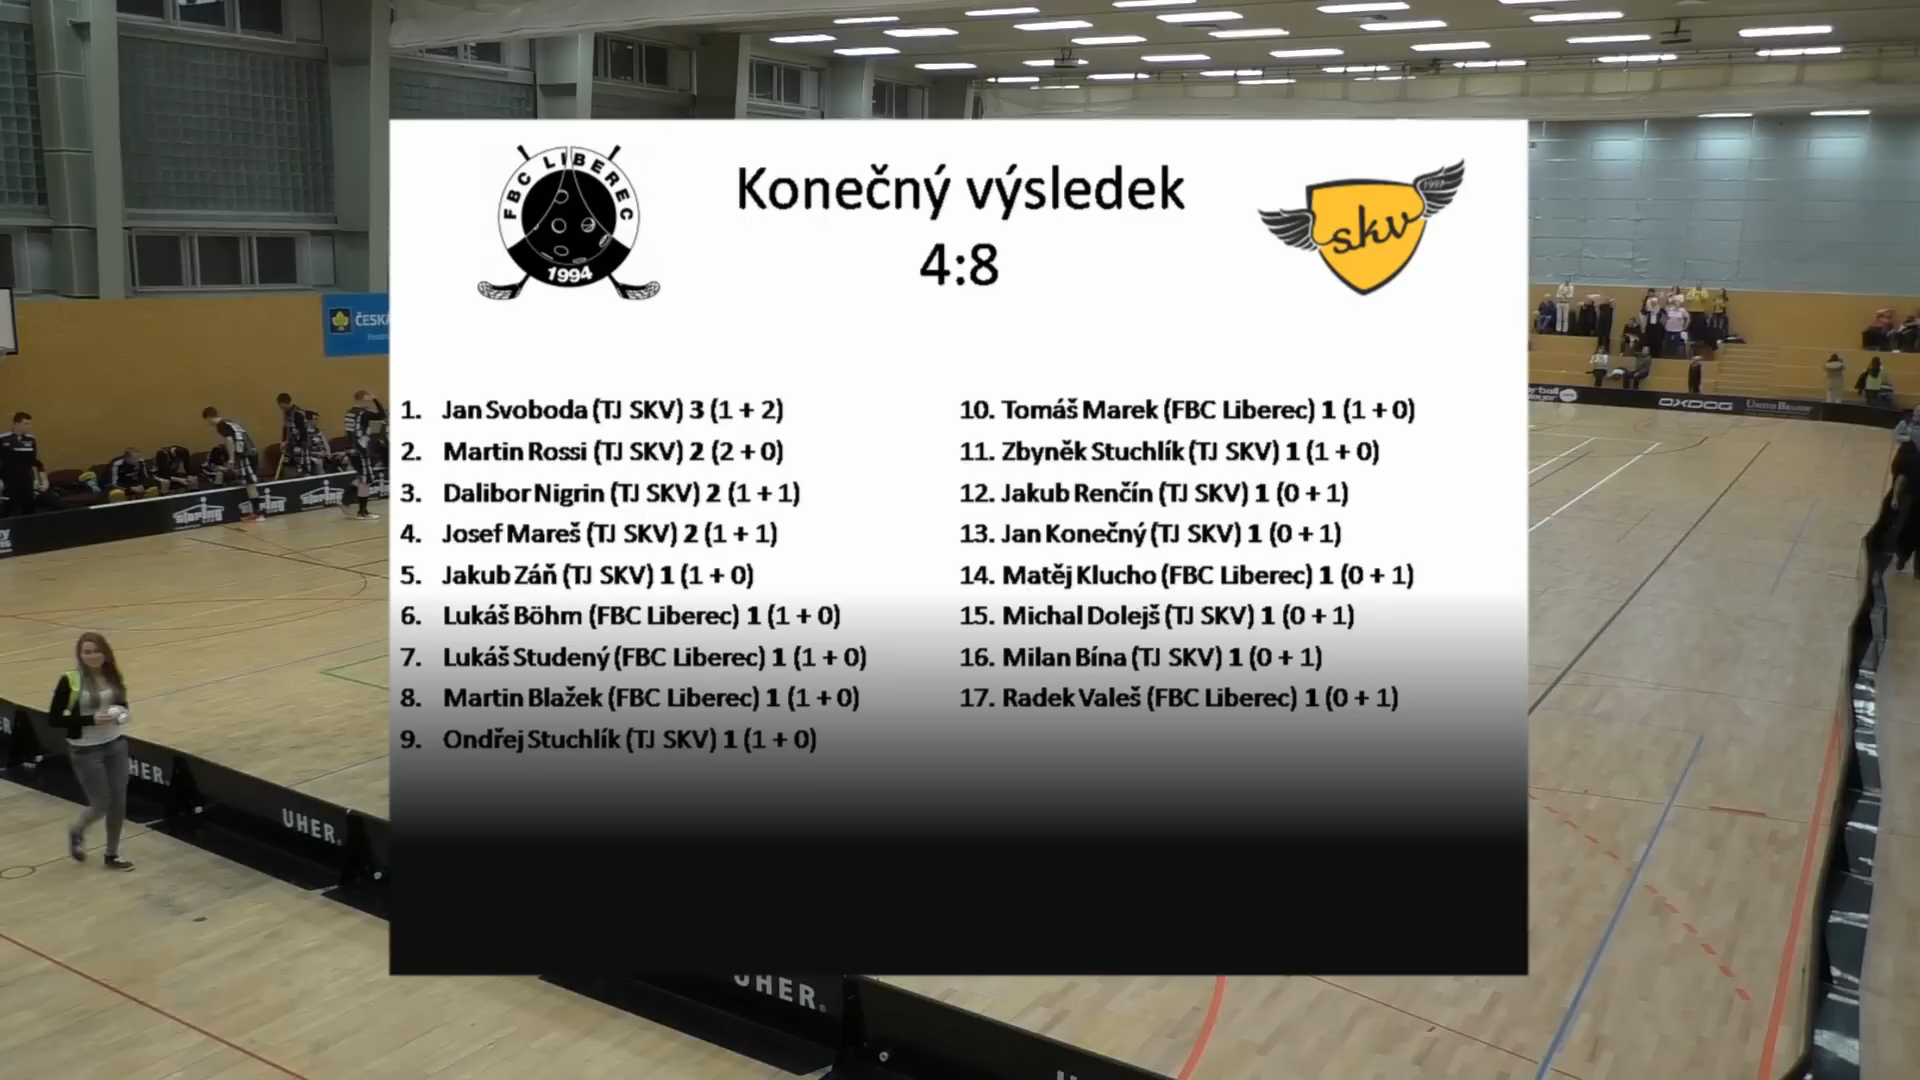 FBC LIBEREC
1994
Konečný výsledek
4:8
1997
skv
1. Jan Svoboda (TJ SKV) 3 (1 + 2)
2. Martin Rossi (TJ SKV) 2 (2 + 0)
3. Dalibor Nigrin (TJ SKV) 2 (1 + 1)
4. Josef Mareš (TJ SKV) 2 (1 + 1)
5. Jakub Záň (TJ SKV) 1 (1 + 0)
6. Lukáš Böhm (FBC Liberec) 1 (1 + 0)
7. Lukáš Studený (FBC Liberec) 1 (1 + 0)
8. Martin Blažek (FBC Liberec) 1 (1 + 0)
9. Ondřej Stuchlík (TJ SKV) 1 (1 + 0)
10. Tomáš Marek (FBC Liberec) 1 (1 + 0)
11. Zbyněk Stuchlík (TJ SKV) 1 (1 + 0)
12. Jakub Renčín (TJ SKV) 1 (0 + 1)
13. Jan Konečný (TJ SKV) 1 (0 + 1)
14. Matěj Klucho (FBC Liberec) 1 (0 + 1)
15. Michal Dolejš (TJ SKV) 1 (0 + 1)
16. Milan Bína (TJ SKV) 1 (0 + 1)
17. Radek Valeš (FBC Liberec) 1 (0 + 1)
ČESK
OXDOG
HER.
UHER.
UHER.